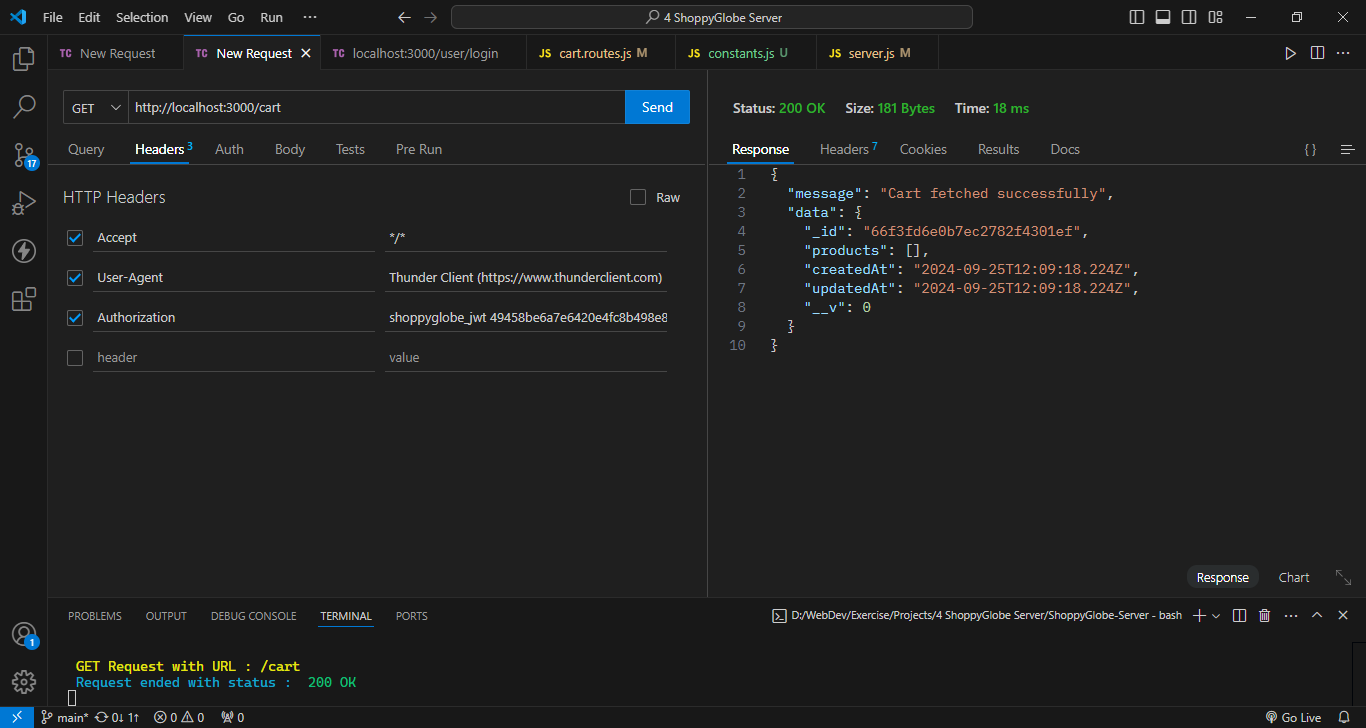 File Edit Selection View Go Run ··· 4 ShoppyGlobe Server
TC New Request TC New Request TC localhost:3000/user/login JS cart.routes.js M JS constants.js U JS server.js M
GET http://localhost:3000/cart Send
Query Headers 3 Auth Body Tests Pre Run
HTTP Headers Raw
Accept */*
User-Agent Thunder Client (https://www.thunderclient.com)
Authorization shoppyglobe_jwt 49458be6a7e6420e4fc8b498e8
header value
17
1
Status: 200 OK Size: 181 Bytes Time: 18 ms
Response Headers 7 Cookies Results Docs { }
1 {
2 "message": "Cart fetched successfully",
3 "data": {
4 "_id": "66f3fd6e0b7ec2782f4301ef",
5 "products": [],
6 "createdAt": "2024-09-25T12:09:18.224Z",
7 "updatedAt": "2024-09-25T12:09:18.224Z",
8 "__v": 0
9 }
10 }
Response Chart
PROBLEMS OUTPUT DEBUG CONSOLE TERMINAL PORTS D:/WebDev/Exercise/Projects/4 ShoppyGlobe Server/ShoppyGlobe-Server - bash
GET Request with URL : /cart
Request ended with status : 200 OK
main* 0↓ 1↑ 0 0 0 Go Live